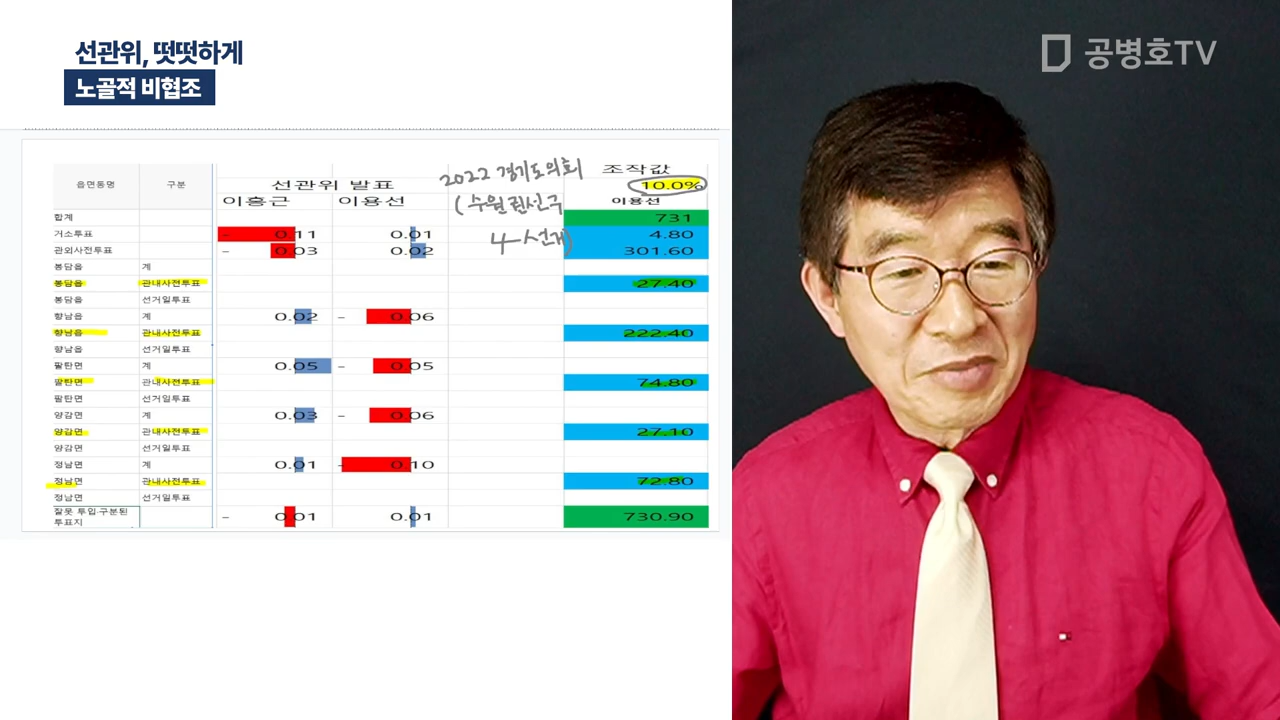 선관위, 떳떳하게
노골적 비협조
공병호TV
2022 경기도의회
(수원권선구
4-선거)
읍면동명 구분 선관위 발표 조작값
10.0%
이홍근 이용선 이용선
합계 731
거소투표 - 0.11 0.01 4.80
관외사전투표 - 0.03 0.02 301.60
봉담읍 계
봉담읍 관내사전투표 27.40
봉담읍 선거일투표
향남읍 계 0.02 - 0.06
향남읍 관내사전투표 222.40
향남읍 선거일투표
팔탄면 계 0.05 - 0.05
팔탄면 관내사전투표 74.80
팔탄면 선거일투표
양감면 계 0.03 - 0.06
양감면 관내사전투표 27.10
양감면 선거일투표
정남면 계 0.01 - 0.10
정남면 관내사전투표 72.80
정남면 선거일투표
잘못 투입·구분된
투표지 - 0.01 0.01 730.90